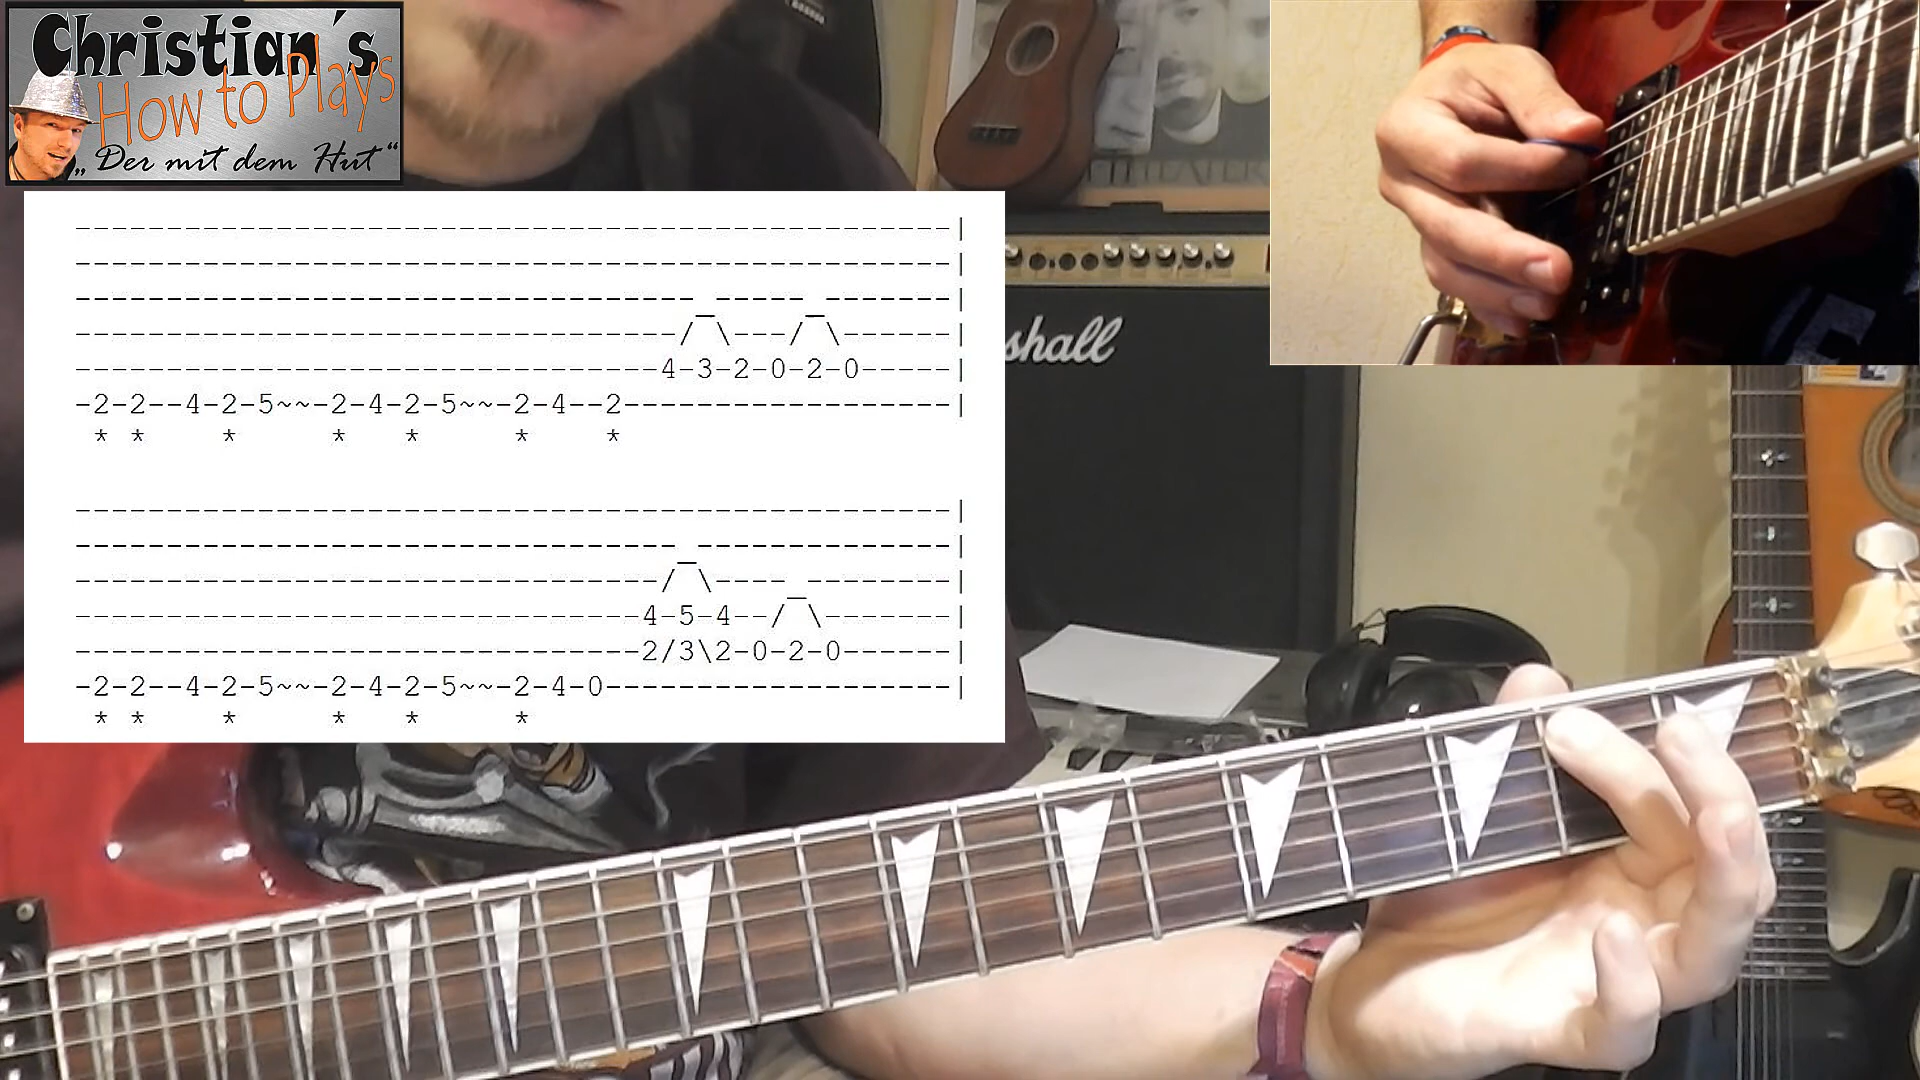 Christian´s
How to Plays
„Der mit dem Hut“
------------------------------------------------|
------------------------------------------------|
----------------------------------_-----_-------|
---------------------------------/‾\---/‾\------|
--------------------------------4-3-2-0-2-0-----|
-2-2--4-2-5~~-2-4-2-5~~-2-4--2------------------|
* * * * * * *
------------------------------------------------|
---------------------------------_--------------|
--------------------------------/‾\----_--------|
-------------------------------4-5-4--/‾\-------|
-------------------------------2/3\2-0-2-0------|
-2-2--4-2-5~~-2-4-2-5~~-2-4-0-------------------|
* * * * * *
shall